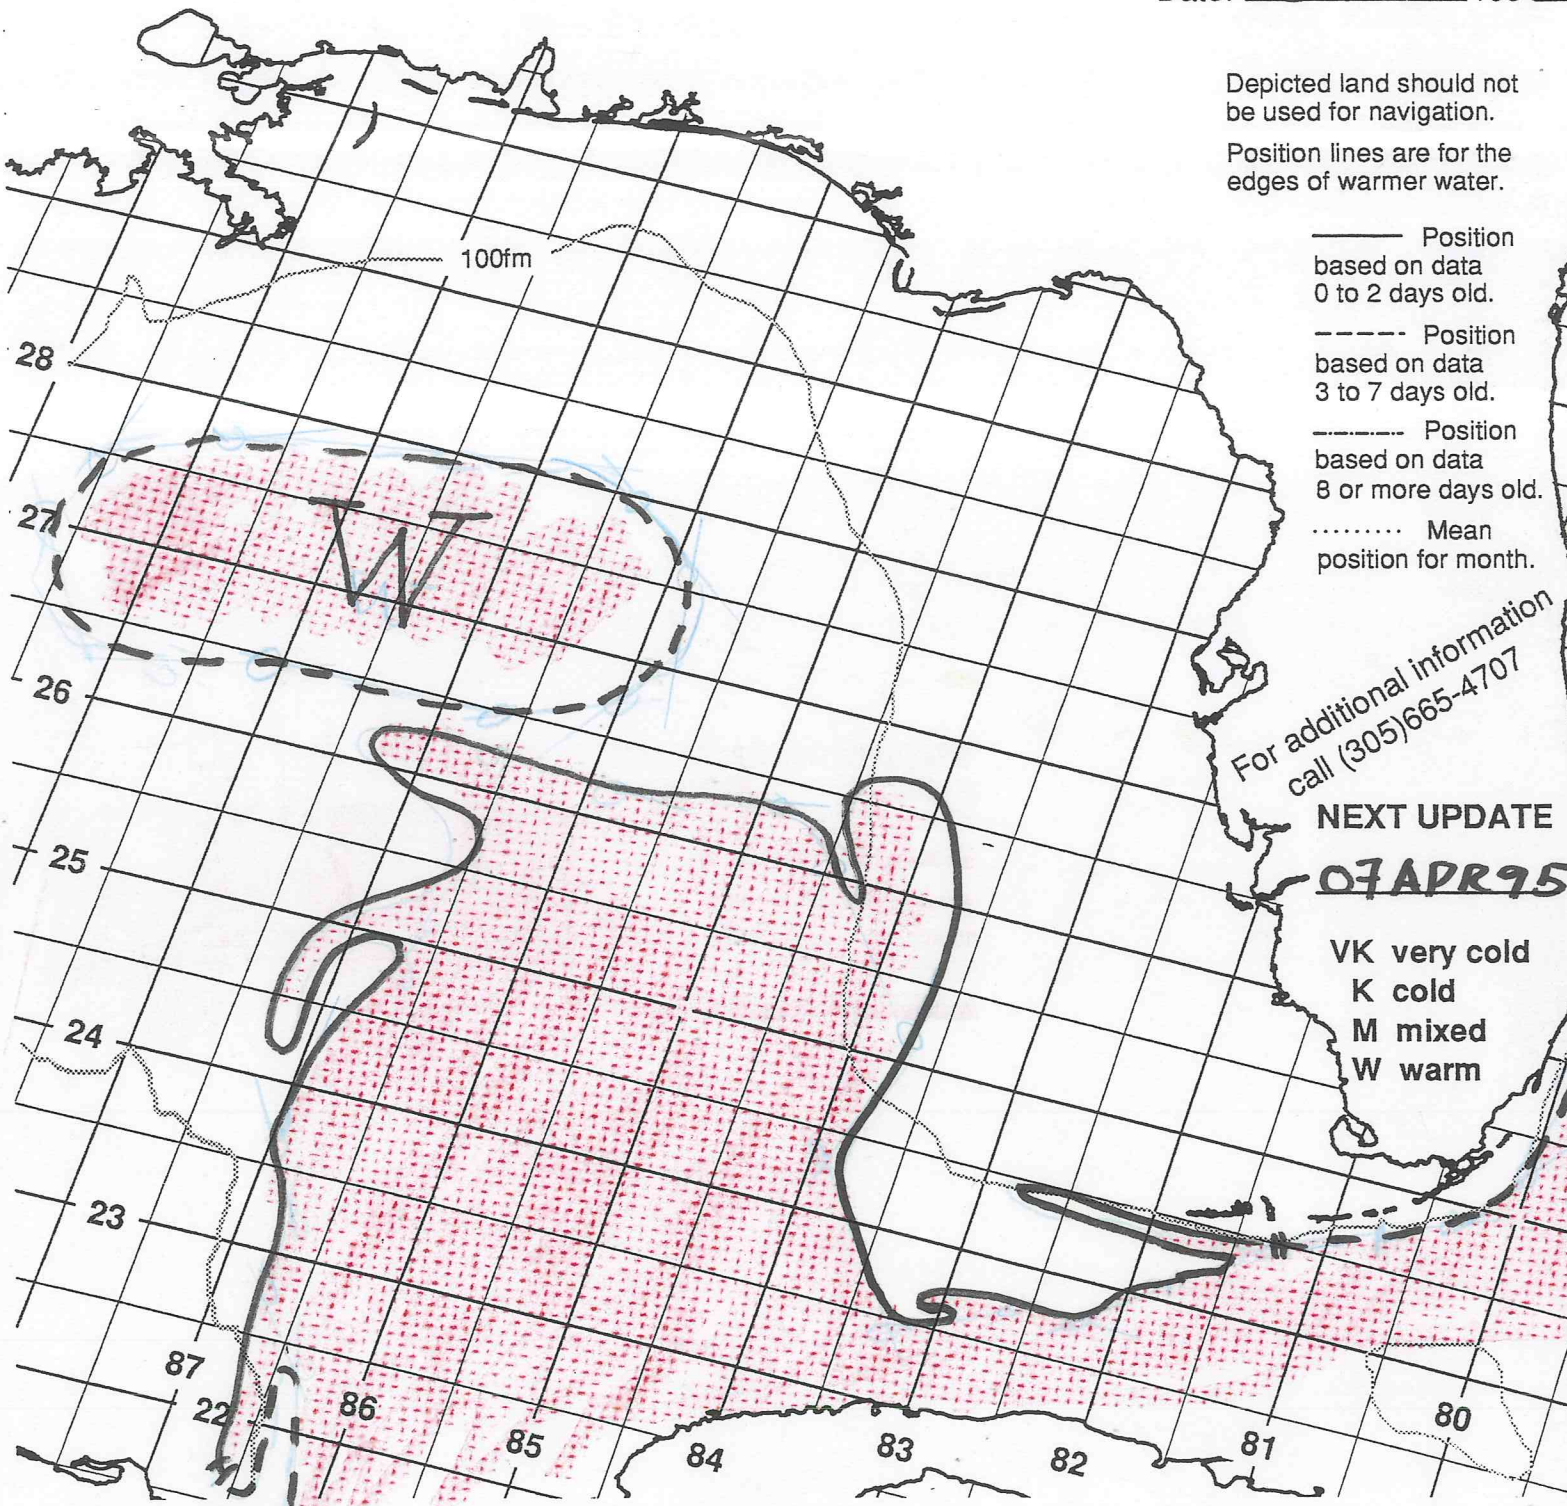 Depicted land should not
be used for navigation.
Position lines are for the
edges of warmer water.
Position
based on data
0 to 2 days old.
Position
based on data
3 to 7 days old.
Position
based on data
8 or more days old.
Mean
position for month.
For additional information
call (305)665-4707
NEXT UPDATE
07APR95
VK very cold
K cold
M mixed
W warm
100fm
28
27
W
26
25
24
23
87
22
86
85
84
83
82
81
80